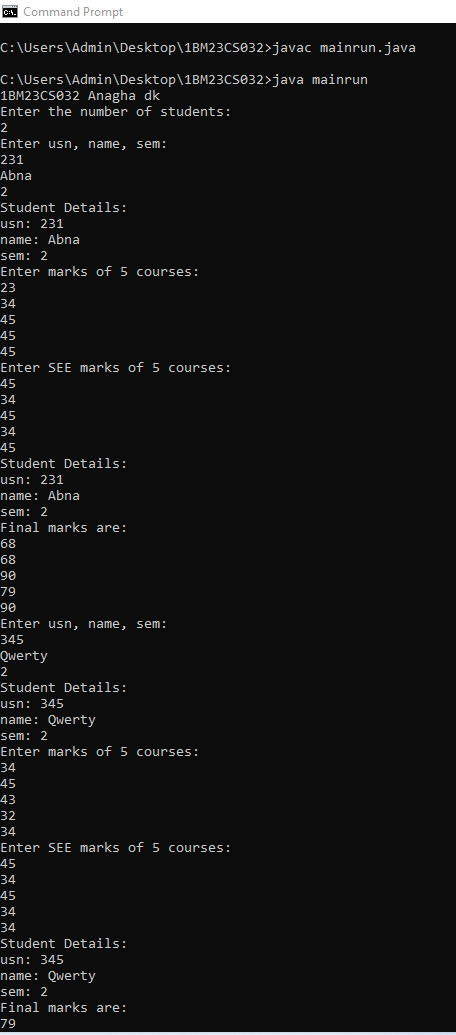 Command Prompt
C:\Users\Admin\Desktop\1BM23CS032>javac mainrun.java
C:\Users\Admin\Desktop\1BM23CS032>java mainrun
1BM23CS032 Anagha dk
Enter the number of students:
2
Enter usn, name, sem:
231
Abna
2
Student Details:
usn: 231
name: Abna
sem: 2
Enter marks of 5 courses:
23
34
45
45
45
Enter SEE marks of 5 courses:
45
34
45
34
45
Student Details:
usn: 231
name: Abna
sem: 2
Final marks are:
68
68
90
79
90
Enter usn, name, sem:
345
Qwerty
2
Student Details:
usn: 345
name: Qwerty
sem: 2
Enter marks of 5 courses:
34
45
43
32
34
Enter SEE marks of 5 courses:
45
34
45
34
34
Student Details:
usn: 345
name: Qwerty
sem: 2
Final marks are:
79